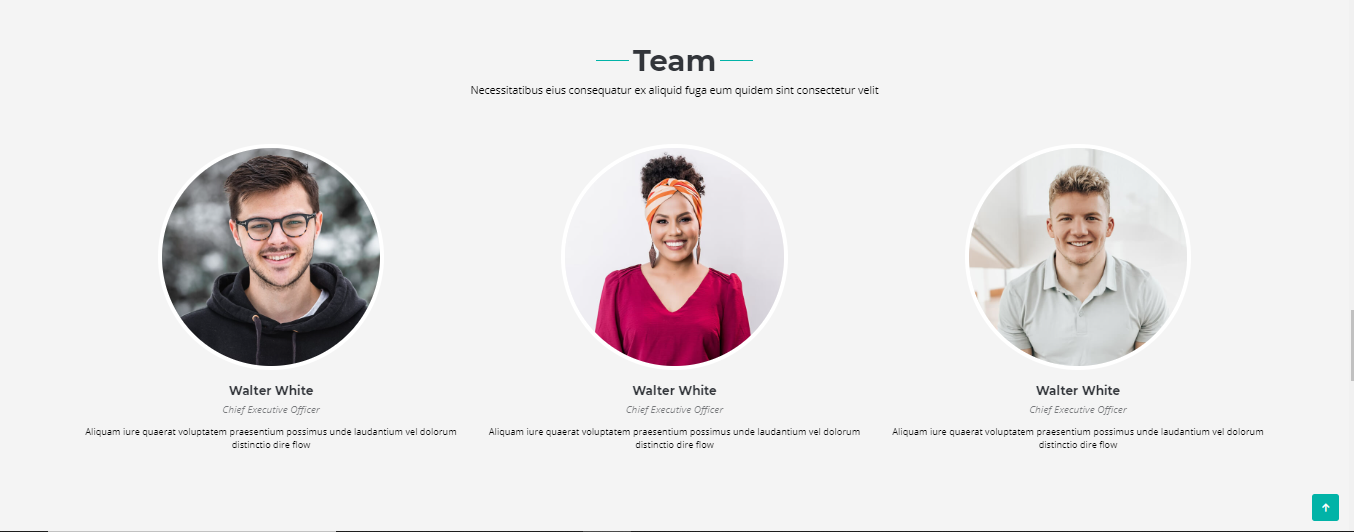 Team
Necessitatibus eius consequatur ex aliquid fuga eum quidem sint consectetur velit
Walter White
Chief Executive Officer
Aliquam iure quaerat voluptatem praesentium possimus unde laudantium vel dolorum
distinctio dire flow
Walter White
Chief Executive Officer
Aliquam iure quaerat voluptatem praesentium possimus unde laudantium vel dolorum
distinctio dire flow
Walter White
Chief Executive Officer
Aliquam iure quaerat voluptatem praesentium possimus unde laudantium vel dolorum
distinctio dire flow